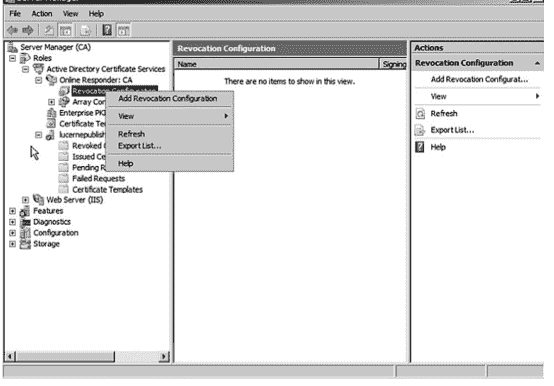 File Action View Help
Server Manager (CA)
Roles
Active Directory Certificate Services
Online Responder: CA
Revocation
Array Con
Enterprise PK
Certificate Te
lucernepublish
Revoked
Issued Ce
Pending R
Failed Requests
Certificate Templates
Web Server (IIS)
Features
Diagnostics
Configuration
Storage
Add Revocation Configuration
View
Refresh
Export List...
Help
Revocation Configuration
Name Signing
There are no items to show in this view.
Actions
Revocation Configuration
Add Revocation Configurat...
View
Refresh
Export List...
Help